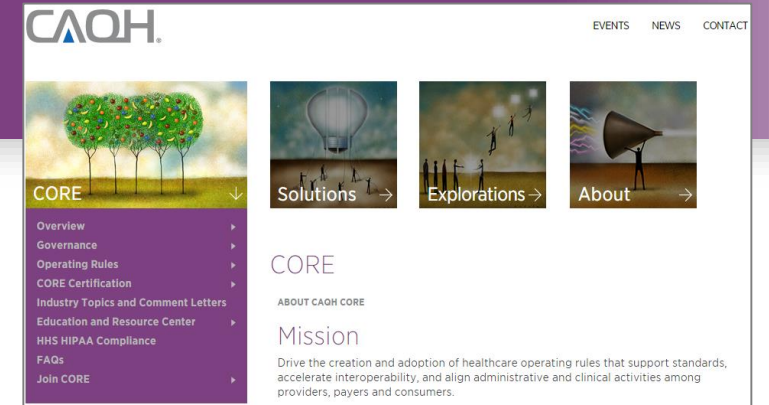 CAQH®
EVENTS NEWS CONTACT
CORE
Solutions
Explorations
About
Overview
Governance
Operating Rules
CORE Certification
Industry Topics and Comment Letters
Education and Resource Center
HHS HIPAA Compliance
FAQs
Join CORE
CORE
ABOUT CAQH CORE
Mission
Drive the creation and adoption of healthcare operating rules that support standards,
accelerate interoperability, and align administrative and clinical activities among
providers, payers and consumers.